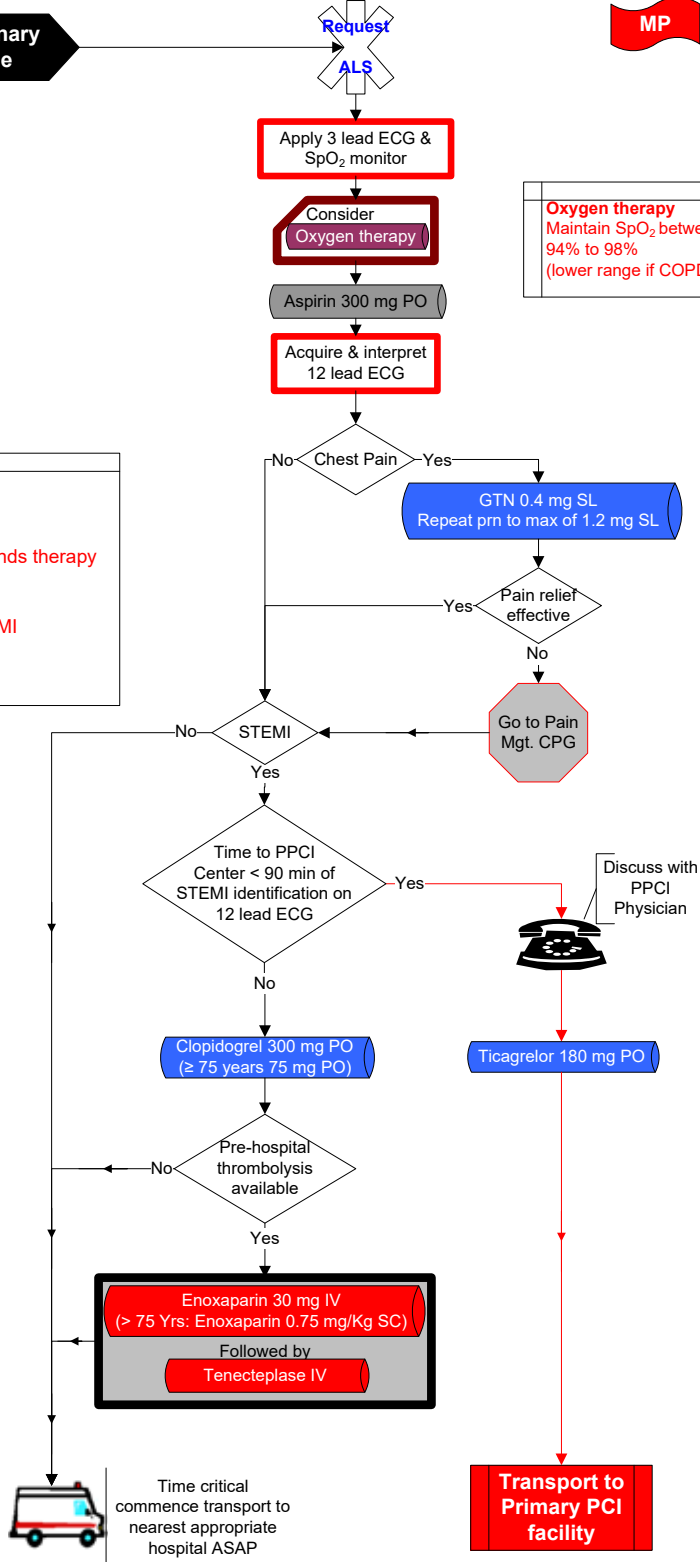 nary
e
Request
ALS
MP
Apply 3 lead ECG &
SpO₂ monitor
Consider
Oxygen therapy
Oxygen therapy
Maintain SpO₂ betwe
94% to 98%
(lower range if COPD
Aspirin 300 mg PO
Acquire & interpret
12 lead ECG
No
Chest Pain
Yes
GTN 0.4 mg SL
Repeat prn to max of 1.2 mg SL
nds therapy
MI
Yes
Pain relief
effective
No
Go to Pain
Mgt. CPG
No
STEMI
Yes
Time to PPCI
Center < 90 min of
STEMI identification on
12 lead ECG
Yes
Discuss with
PPCI
Physician
No
Clopidogrel 300 mg PO
(≥ 75 years 75 mg PO)
Ticagrelor 180 mg PO
No
Pre-hospital
thrombolysis
available
Yes
Enoxaparin 30 mg IV
(> 75 Yrs: Enoxaparin 0.75 mg/Kg SC)
Followed by
Tenecteplase IV
Time critical
commence transport to
nearest appropriate
hospital ASAP
Transport to
Primary PCI
facility